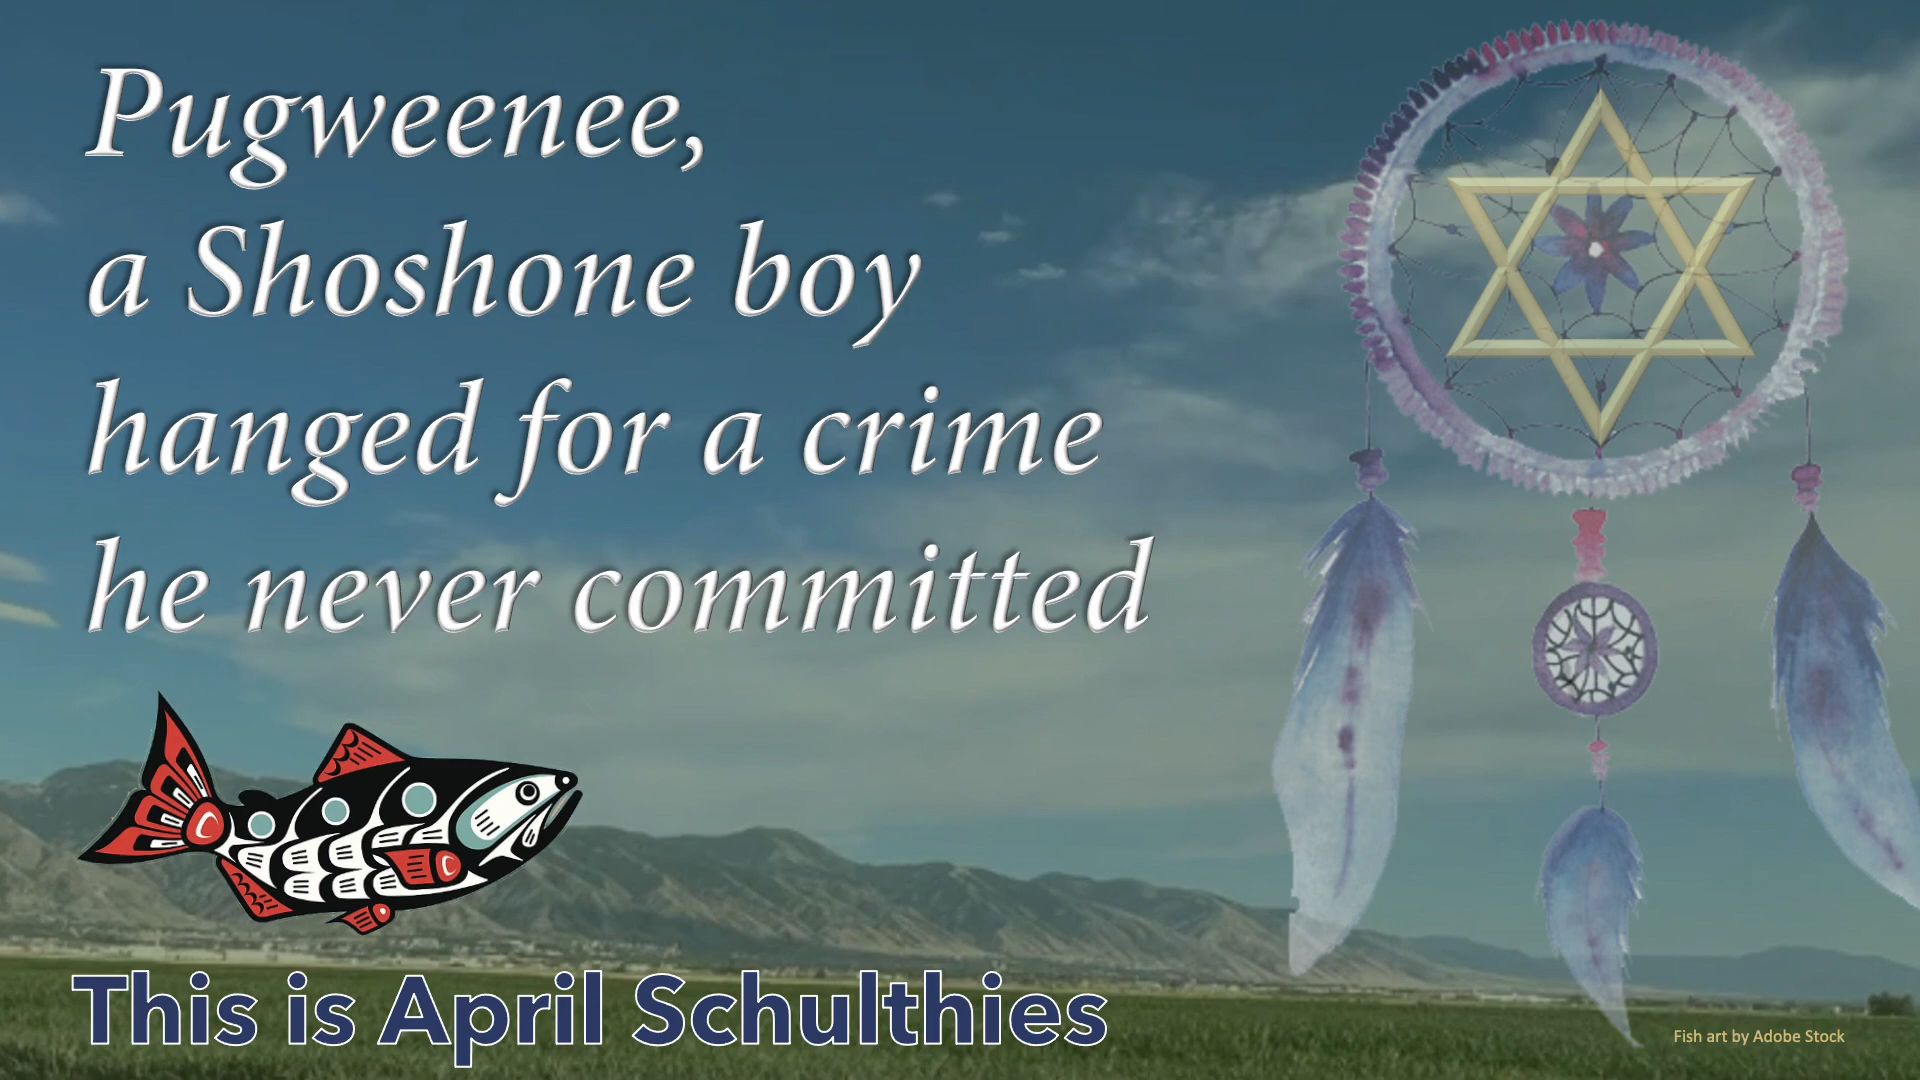 Pugweenee,
a Shoshone boy
hanged for a crime
he never committed
This is April Schulthies
Fish art by Adobe Stock